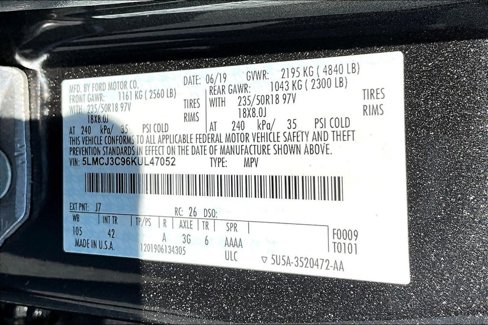 MFD. BY FORD MOTOR CO. DATE: 06/19 GVWR: 2195 KG ( 4840 LB)
FRONT GAWR: 1161 KG ( 2560 LB) REAR GAWR: 1043 KG ( 2300 LB)
235/50R18 97V TIRES 235/50R18 97V TIRES
18X8.0J RIMS 18X8.0J RIMS
AT 240 kPa/ 35 PSI COLD AT 240 kPa/ 35 PSI COLD
THIS VEHICLE CONFORMS TO ALL APPLICABLE FEDERAL MOTOR VEHICLE SAFETY AND THEFT
PREVENTION STANDARDS IN EFFECT ON THE DATE OF MANUFACTURE SHOWN ABOVE.
VIN: 5LMCJ3C96KUL47052 TYPE: MPV
EXT PNT: J7 RC: 26 DSO:
WB INT TR TP/PS R AXLE TR SPR F0009
105 42 A 3G 6 AAAA T0101
MADE IN U.S.A. ULC
1201906134305 5U5A-3520472-AA